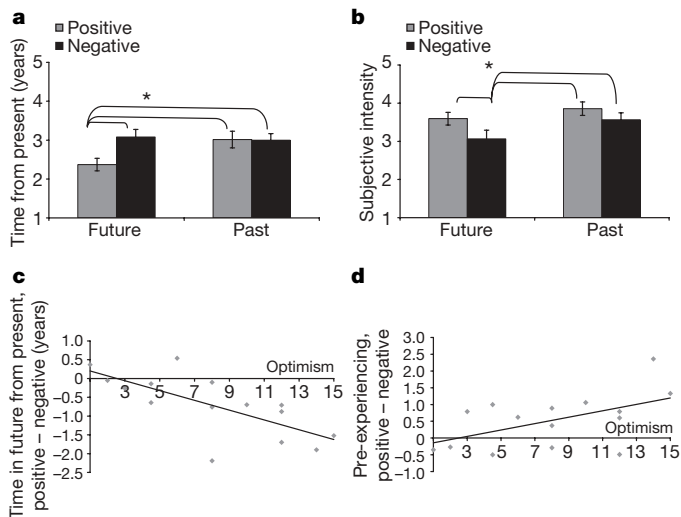 a
Positive
Negative
Time from present (years)
5
4
3
2
1
*
Future
Past
b
Positive
Negative
Subjective intensity
5
4
3
2
1
*
Future
Past
c
Time in future from present,
positive – negative (years)
1.0
0.5
0
–0.5
–1.0
–1.5
–2.0
–2.5
Optimism
3 5 7 9 11 13 15
d
Pre-experiencing,
positive – negative
3.0
2.5
2.0
1.5
1.0
0.5
0
–0.5
–1.0
Optimism
1 3 5 7 9 11 13 15